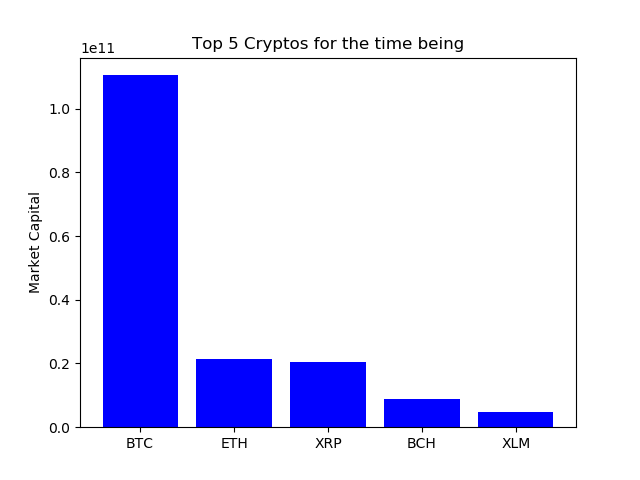 Top 5 Cryptos for the time being
1e11
1.0
0.8
0.6
0.4
0.2
0.0
Market Capital
BTC ETH XRP BCH XLM